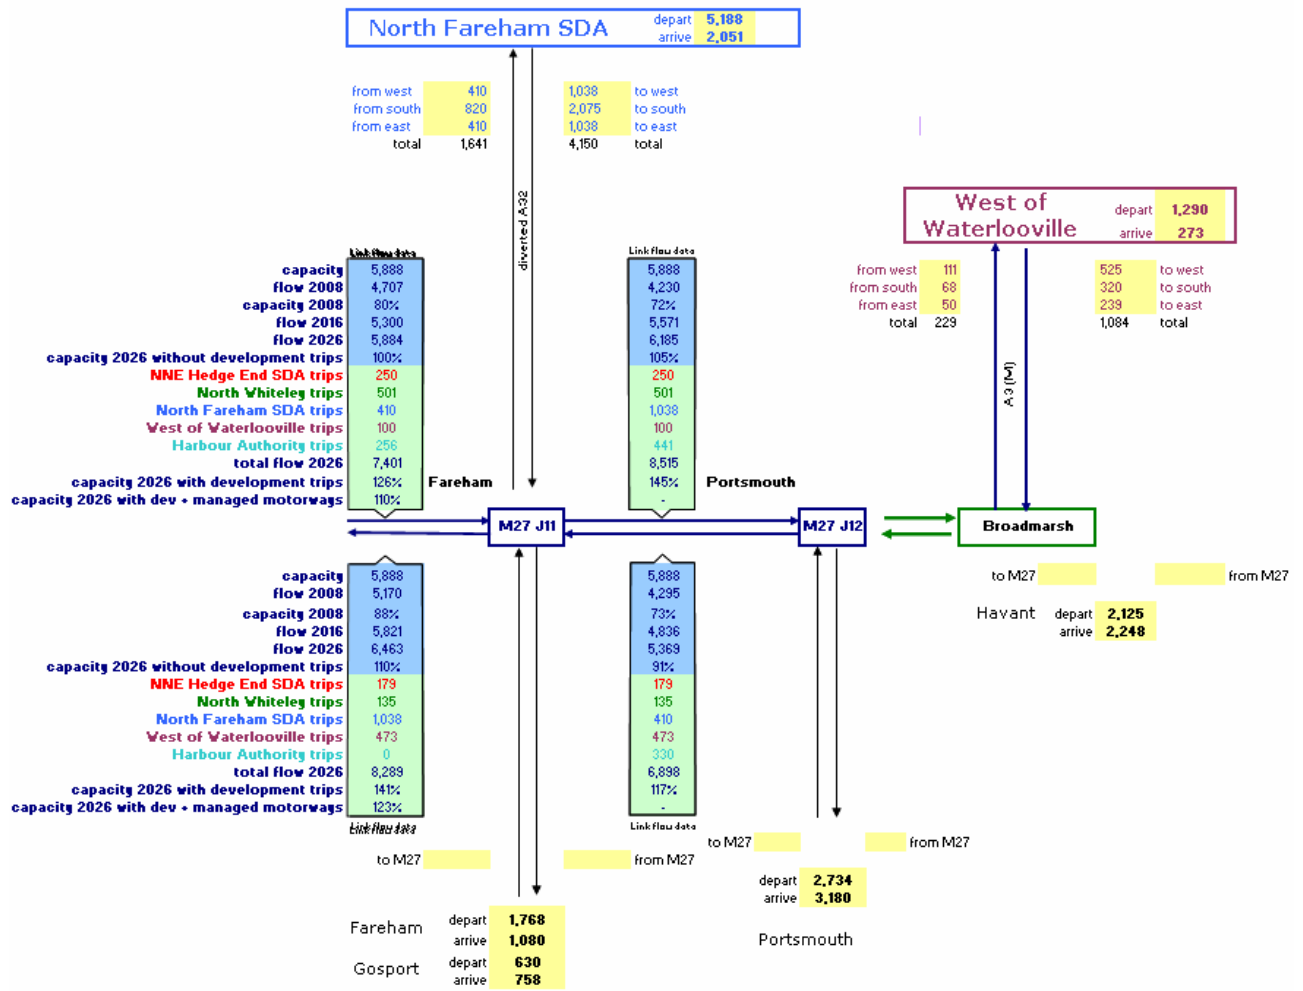 North Fareham SDA depart 5,188
arrive 2,051
from west 410 1,038 to west
from south 820 2,075 to south
from east 410 1,038 to east
total 1,641 4,150 total
diverted A32
West of Waterlooville depart 1,290
arrive 273
from west 111 525 to west
from south 68 320 to south
from east 50 239 to east
total 229 1,084 total
A3 (M)
Link flow data Link flow data
capacity 5,888 5,888
flow 2008 4,707 4,230
capacity 2008 80% 72%
flow 2016 5,300 5,571
flow 2026 5,884 6,185
capacity 2026 without development trips 100% 105%
NNE Hedge End SDA trips 250 250
North Whiteley trips 501 501
North Fareham SDA trips 410 1,038
West of Waterlooville trips 100 100
Harbour Authority trips 256 441
total flow 2026 7,401 8,515
capacity 2026 with development trips 126% Fareham 145% Portsmouth
capacity 2026 with dev + managed motorways 110% -
M27 J11 M27 J12 Broadmarsh
capacity 5,888 5,888
flow 2008 5,170 4,295
capacity 2008 88% 73%
flow 2016 5,821 4,836
flow 2026 6,463 5,369
capacity 2026 without development trips 110% 91%
NNE Hedge End SDA trips 179 179
North Whiteley trips 135 135
North Fareham SDA trips 1,038 410
West of Waterlooville trips 473 473
Harbour Authority trips 0 330
total flow 2026 8,289 6,898
capacity 2026 with development trips 141% 117%
capacity 2026 with dev + managed motorways 123% -
Link flow data Link flow data
to M27 from M27
Havant depart 2,125
arrive 2,248
to M27 from M27
to M27 from M27
depart 2,734
arrive 3,180
Portsmouth
Fareham depart 1,768
arrive 1,080
Gosport depart 630
arrive 758